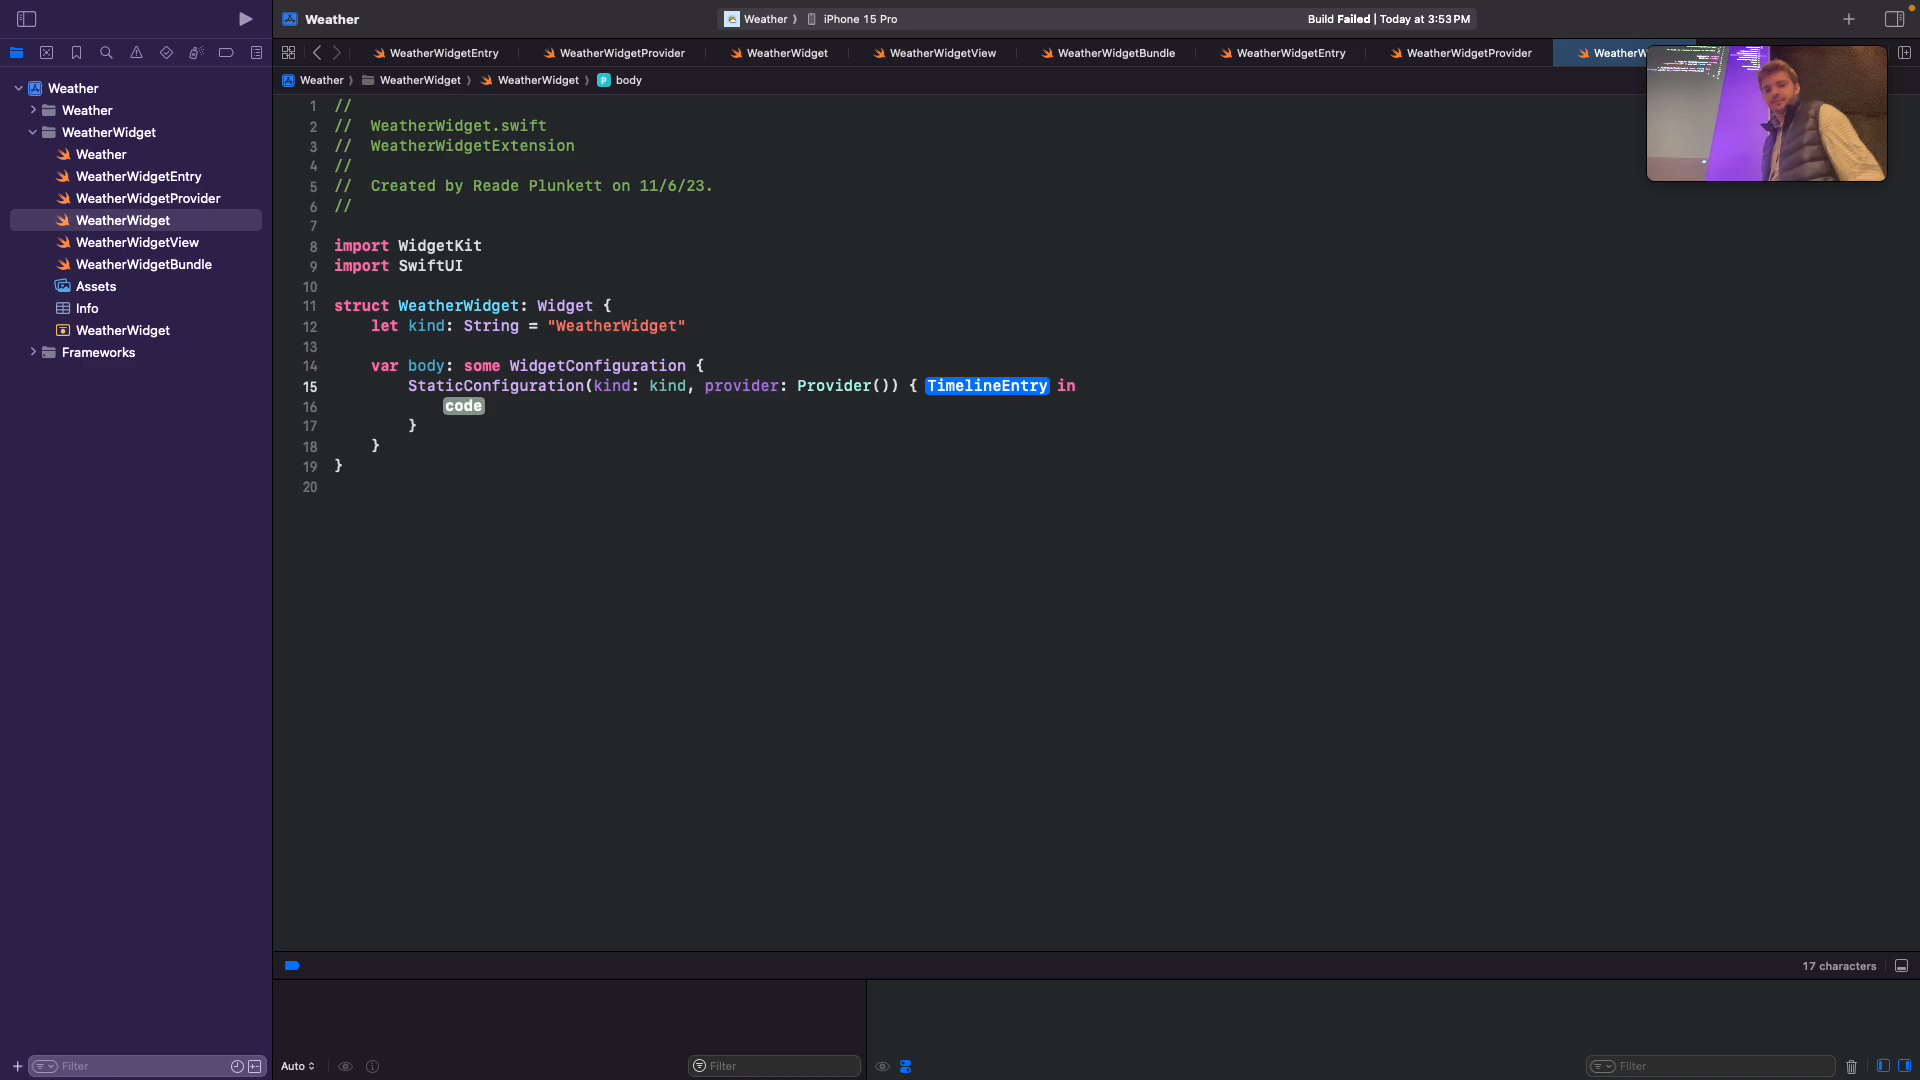 Weather
Weather
iPhone 15 Pro
Build Failed | Today at 3:53 PM
WeatherWidgetEntry
WeatherWidgetProvider
WeatherWidget
WeatherWidgetView
WeatherWidgetBundle
WeatherWidgetEntry
WeatherWidgetProvider
Weather
WeatherWidget
WeatherWidget
body
Weather
Weather
WeatherWidget
Weather
WeatherWidgetEntry
WeatherWidgetProvider
WeatherWidget
WeatherWidgetView
WeatherWidgetBundle
Assets
Info
WeatherWidget
Frameworks
1 //
2 // WeatherWidget.swift
3 // WeatherWidgetExtension
4 //
5 // Created by Reade Plunkett on 11/6/23.
6 //
7
8 import WidgetKit
9 import SwiftUI
10
11 struct WeatherWidget: Widget {
12 let kind: String = "WeatherWidget"
13
14 var body: some WidgetConfiguration {
15 StaticConfiguration(kind: kind, provider: Provider()) { TimelineEntry in
16 code
17 }
18 }
19 }
20
17 characters
Filter
Auto
Filter
Filter